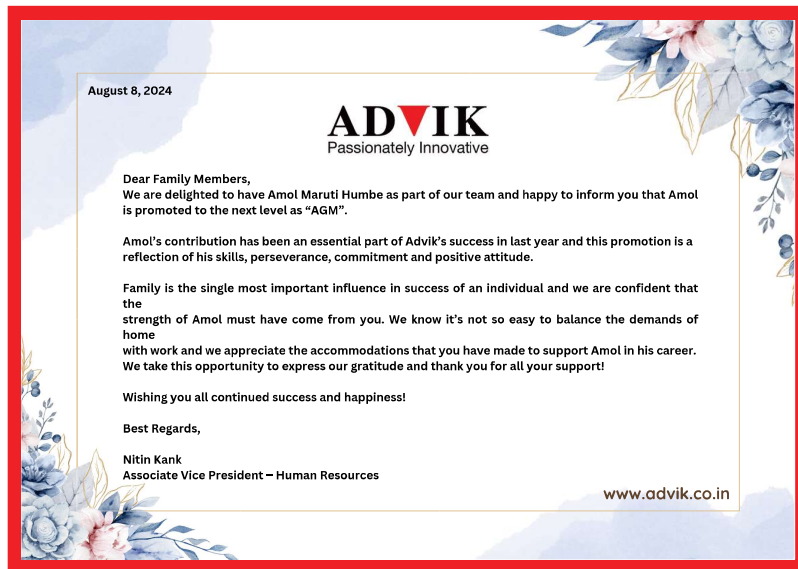 August 8, 2024
ADVIK
Passionately Innovative
Dear Family Members,
We are delighted to have Amol Maruti Humbe as part of our team and happy to inform you that Amol
is promoted to the next level as “AGM”.
Amol’s contribution has been an essential part of Advik’s success in last year and this promotion is a
reflection of his skills, perseverance, commitment and positive attitude.
Family is the single most important influence in success of an individual and we are confident that
the
strength of Amol must have come from you. We know it’s not so easy to balance the demands of
home
with work and we appreciate the accommodations that you have made to support Amol in his career.
We take this opportunity to express our gratitude and thank you for all your support!
Wishing you all continued success and happiness!
Best Regards,
Nitin Kank
Associate Vice President – Human Resources
www.advik.co.in